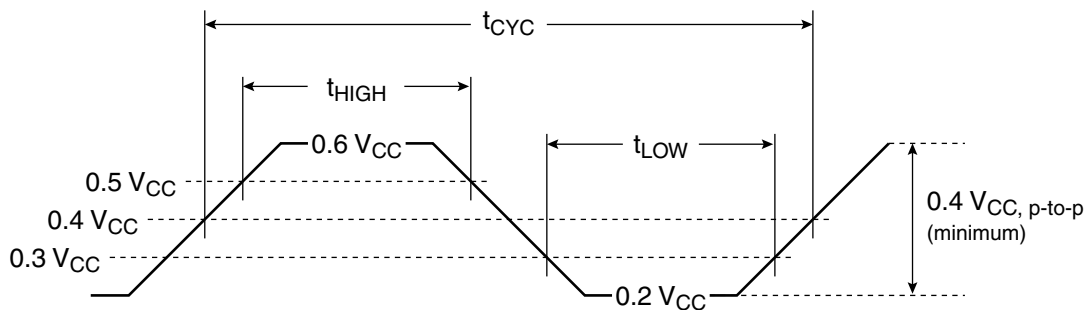 tCYC
tHIGH
0.6 VCC
tLOW
0.5 VCC
0.4 VCC
0.3 VCC
0.2 VCC
0.4 VCC, p-to-p
(minimum)